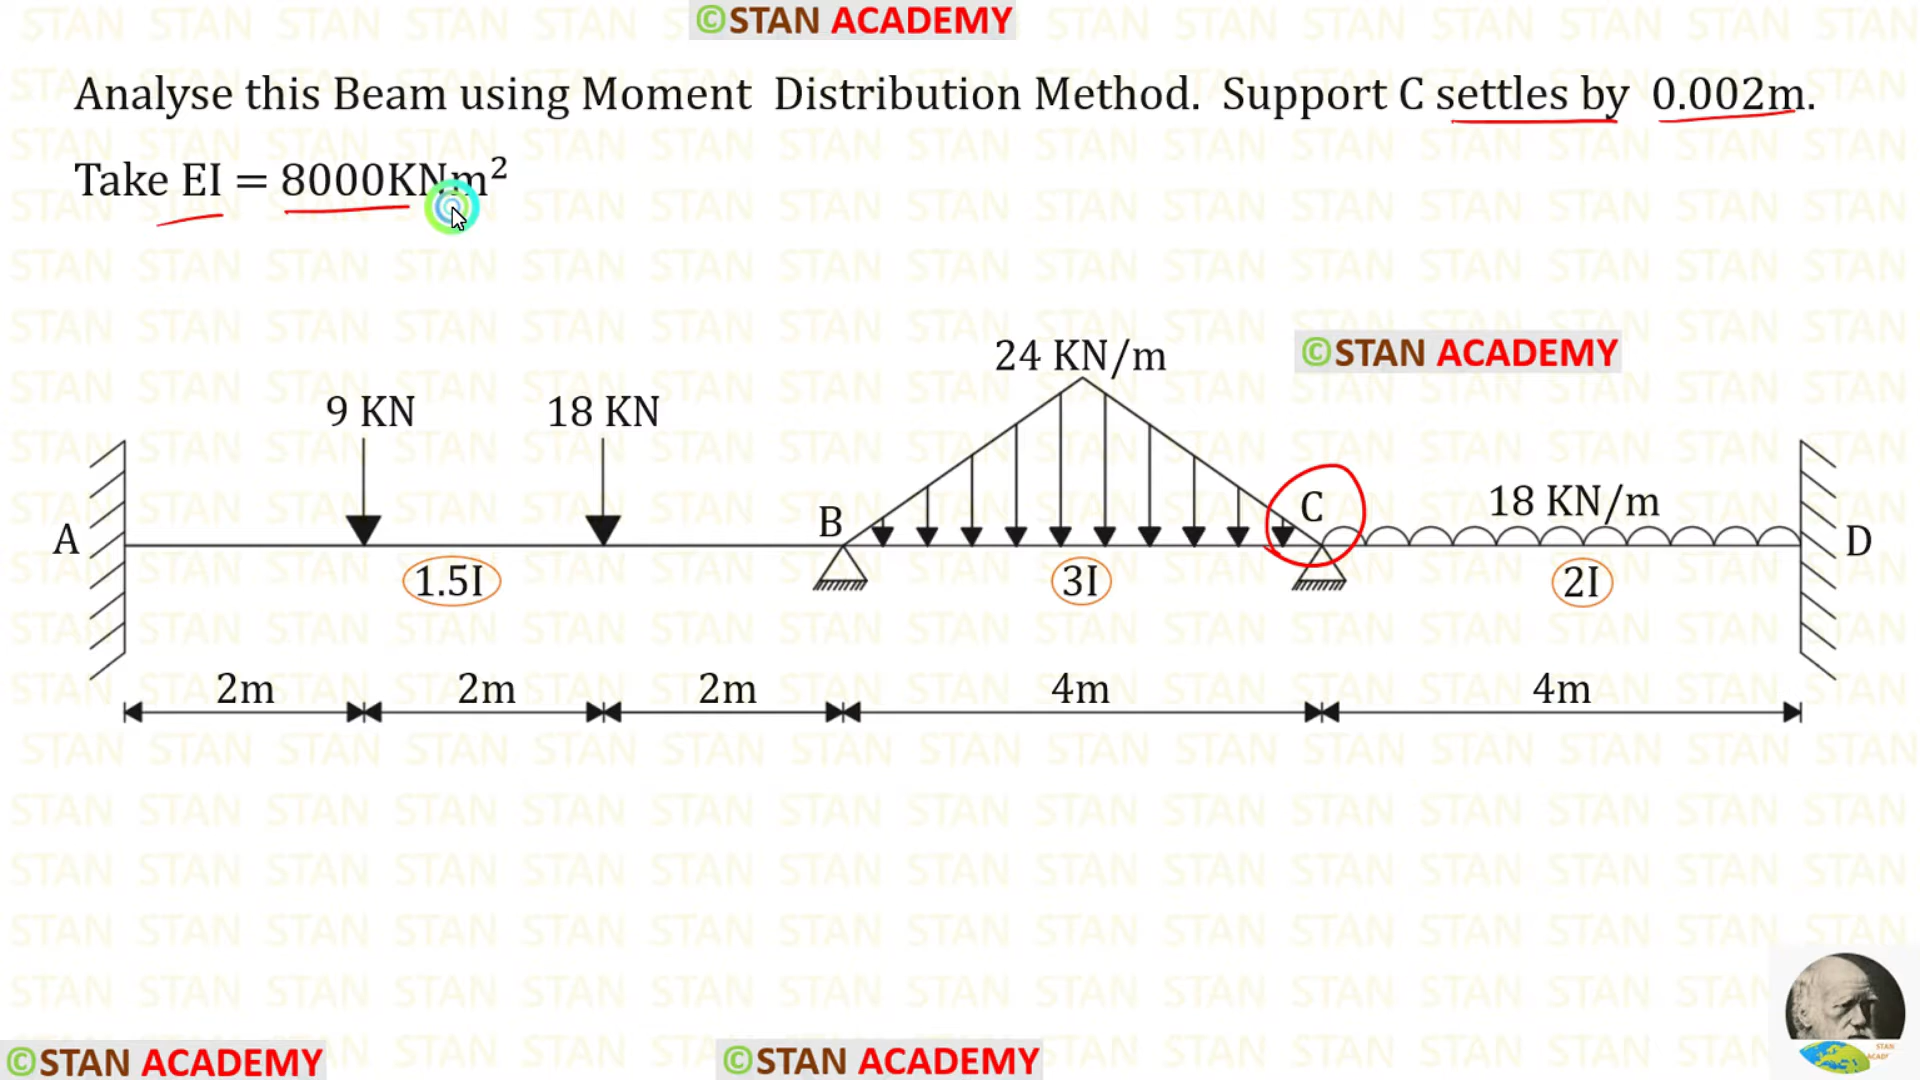 ©STAN ACADEMY
Analyse this Beam using Moment Distribution Method. Support C settles by 0.002m.
Take EI = 8000KNm²
24 KN/m
©STAN ACADEMY
9 KN 18 KN
B C 18 KN/m
A D
1.5I 3I 2I
2m 2m 2m 4m 4m
STAN
ACADY
©STAN ACADEMY ©STAN ACADEMY